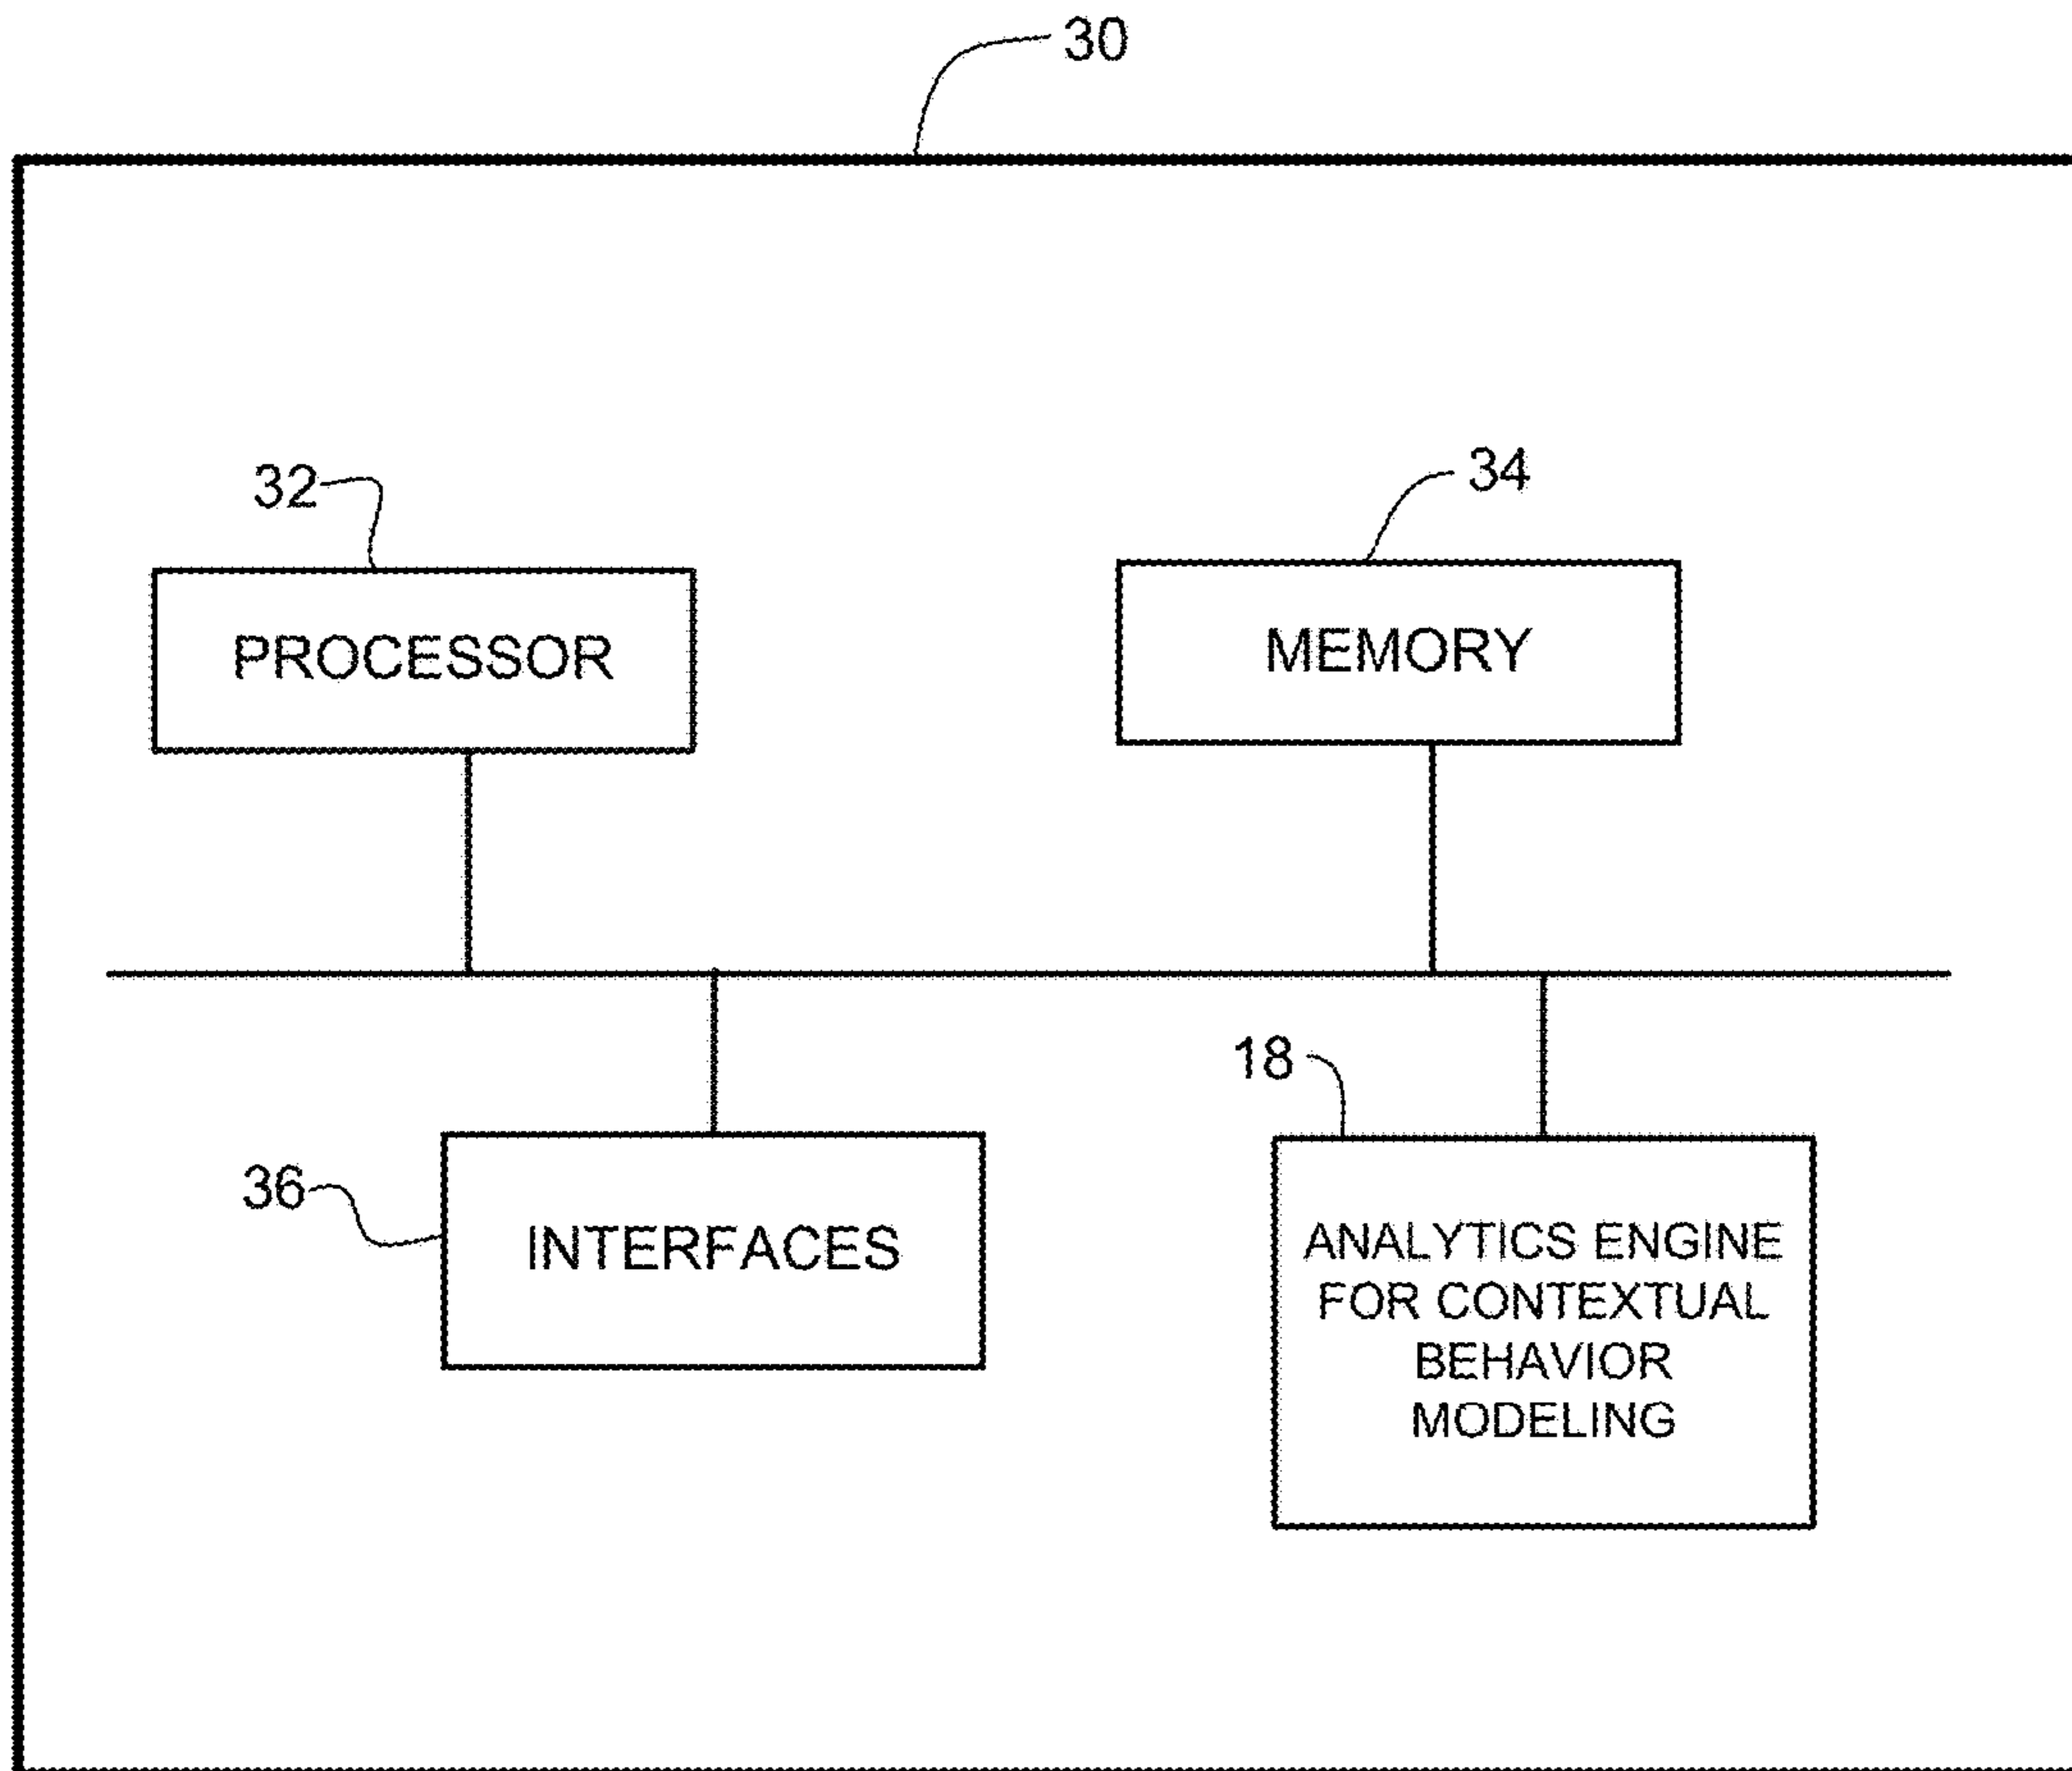 30
32
34
PROCESSOR
MEMORY
18
36
INTERFACES
ANALYTICS ENGINE
FOR CONTEXTUAL
BEHAVIOR
MODELING